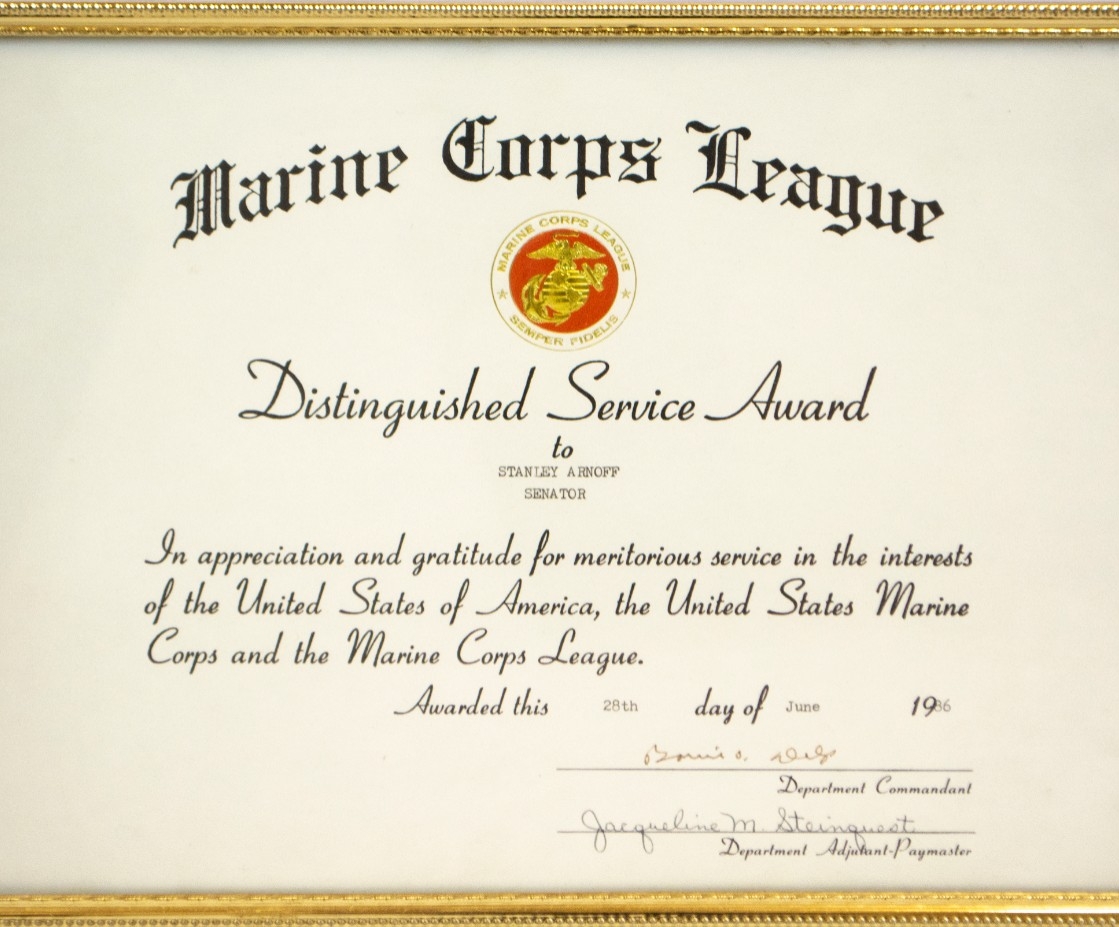 Marine Corps League
MARINE CORPS LEAGUE
SEMPER FIDELIS
Distinguished Service Award
to
STANLEY ARNOFF
SENATOR
In appreciation and gratitude for meritorious service in the interests
of the United States of America, the United States Marine
Corps and the Marine Corps League.
Awarded this 28th day of June 1986
Department Commandant
Jacqueline M. Steinquest
Department Adjutant-Paymaster